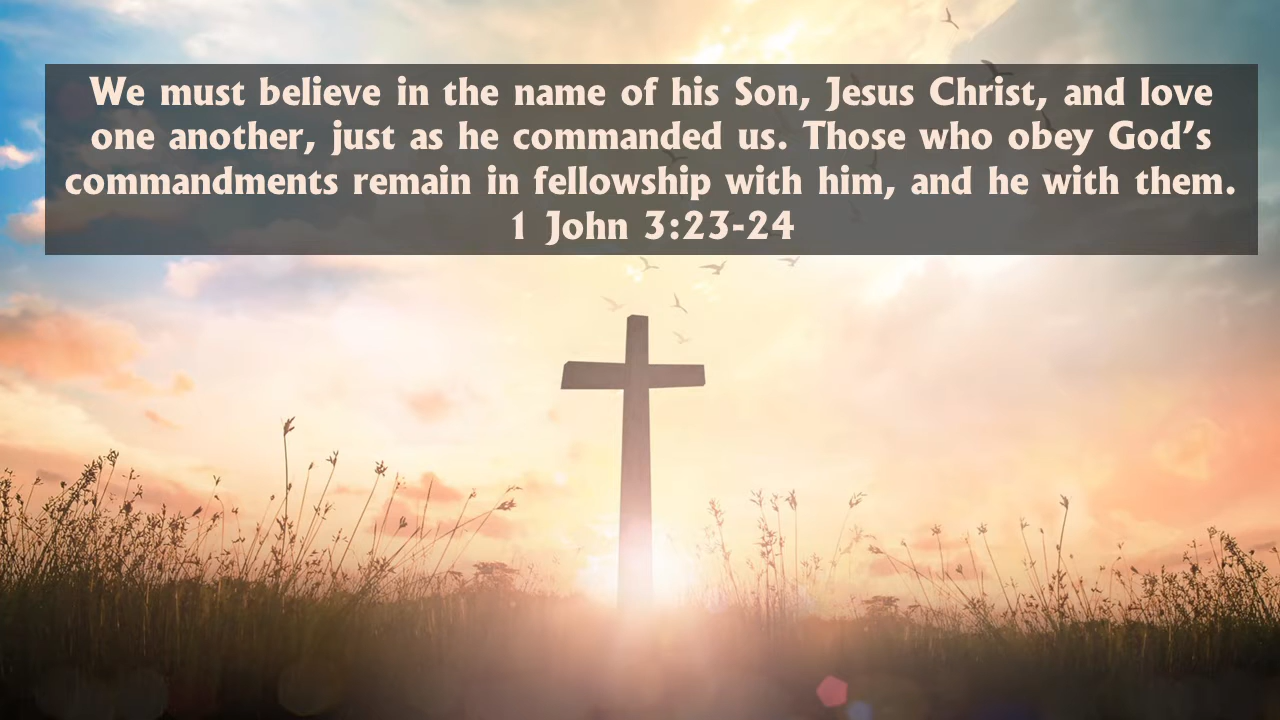 We must believe in the name of his Son, Jesus Christ, and love
one another, just as he commanded us. Those who obey God’s
commandments remain in fellowship with him, and he with them.
1 John 3:23-24